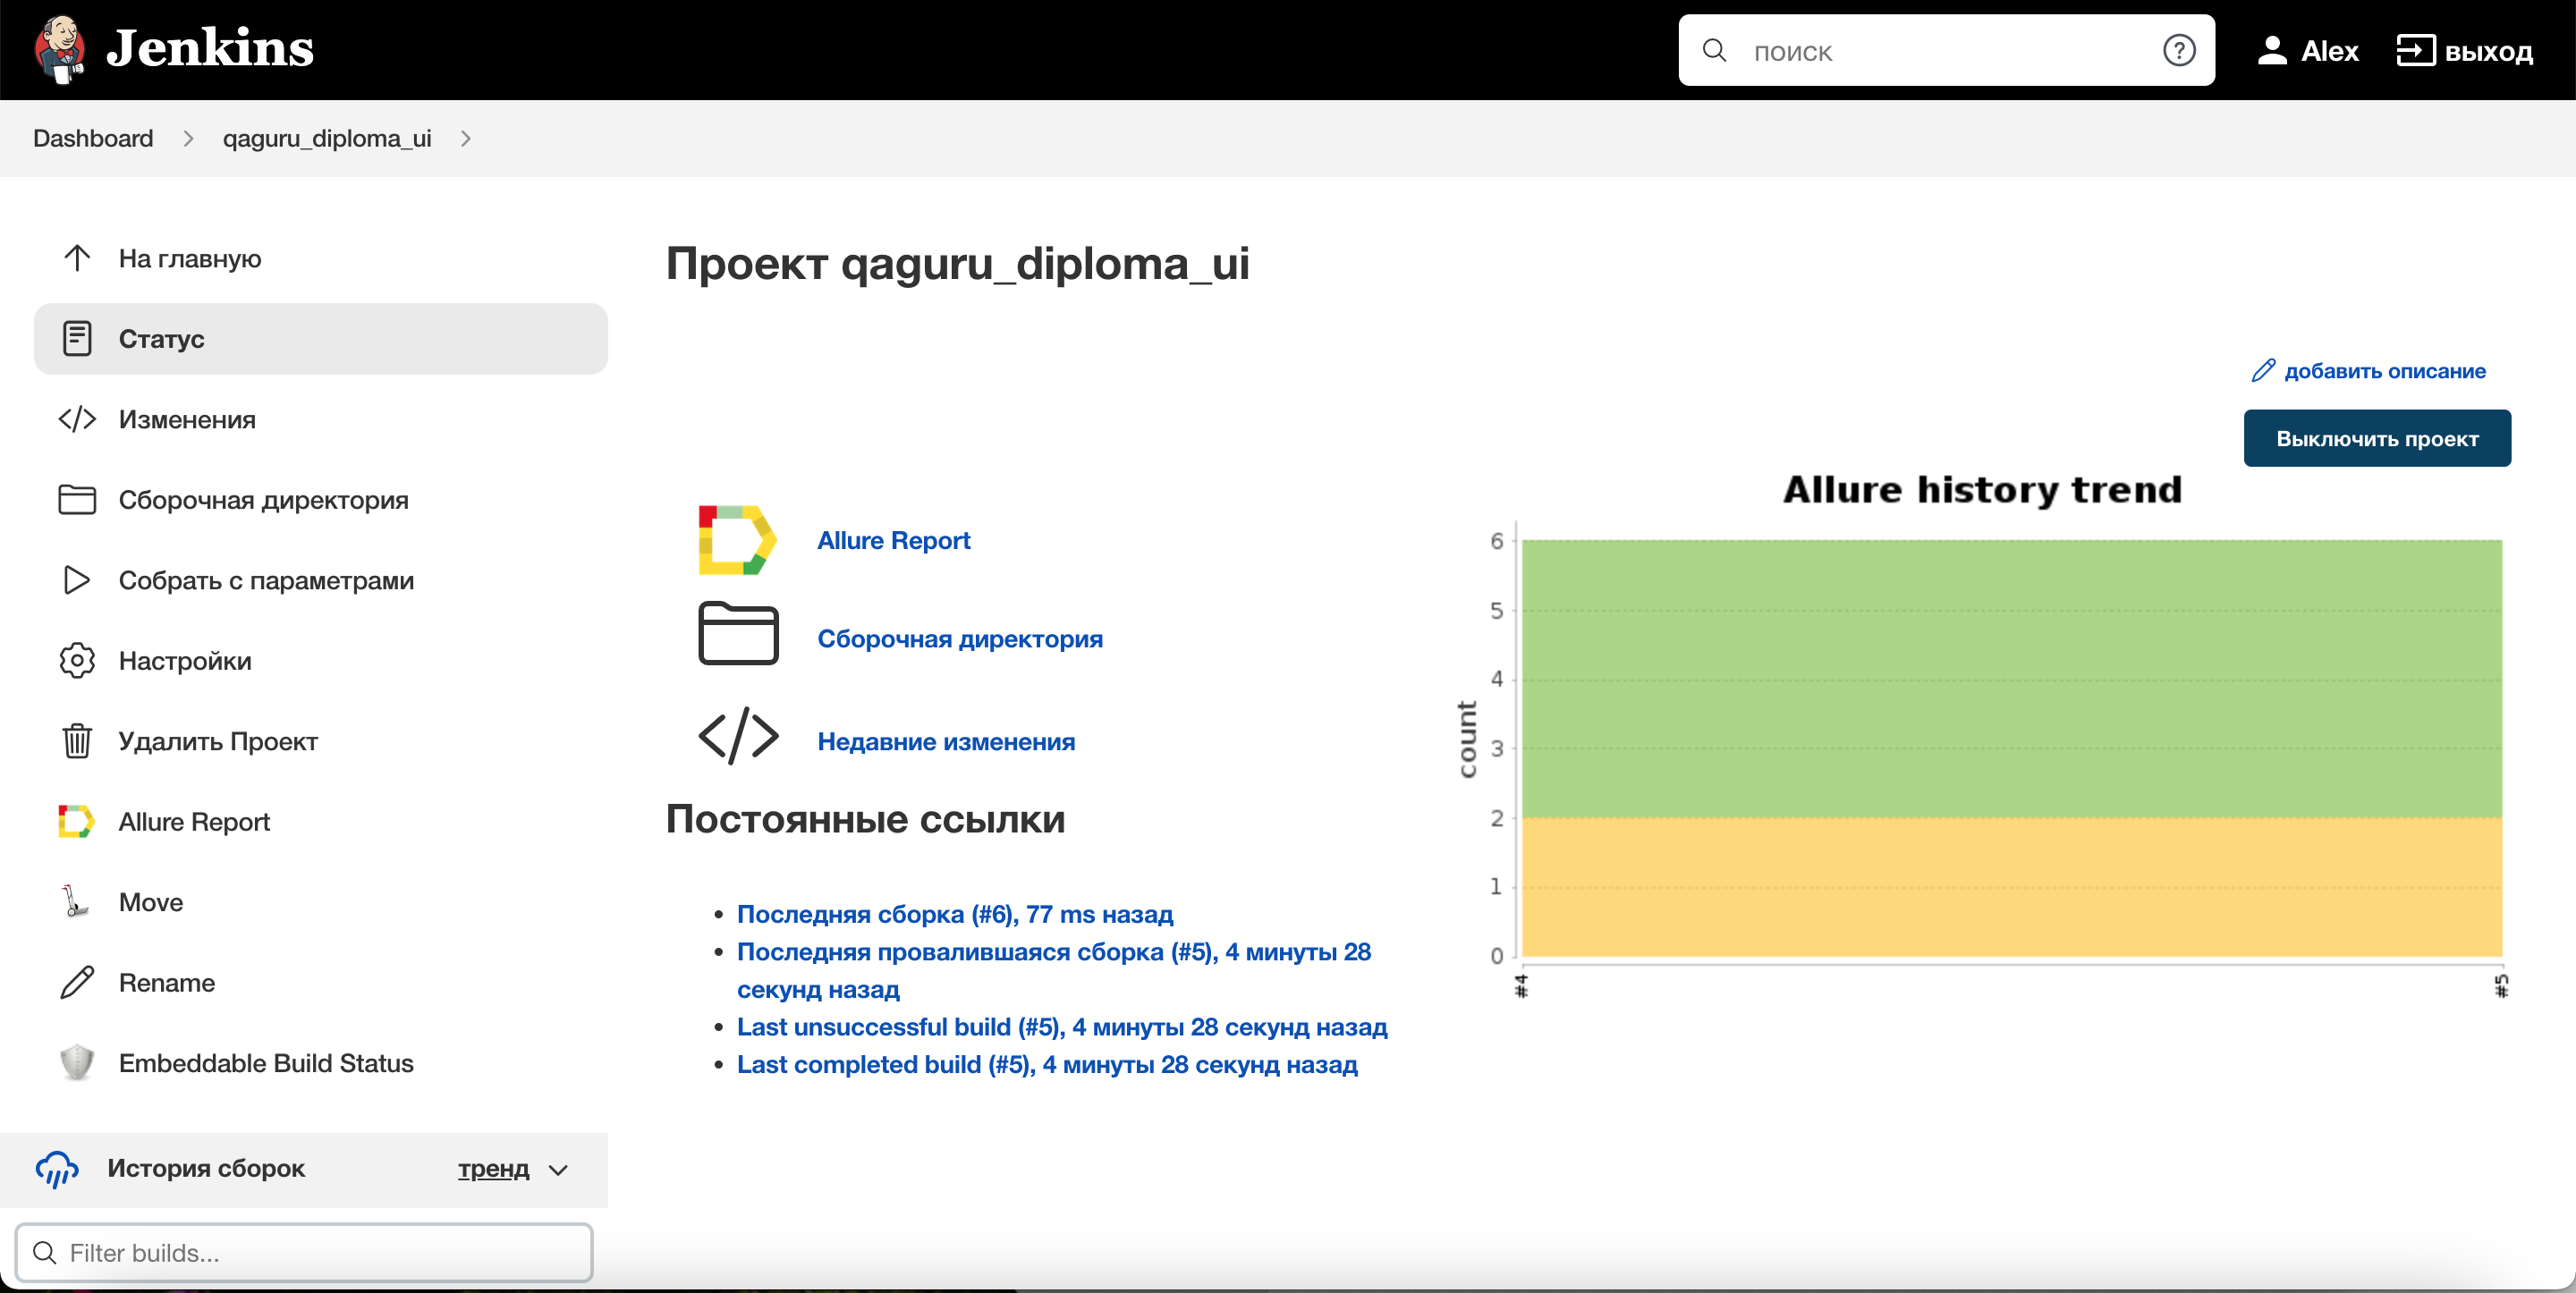 Jenkins
поиск
Alex
выход
Dashboard
qaguru_diploma_ui
На главную
Статус
Изменения
Сборочная директория
Собрать с параметрами
Настройки
Удалить Проект
Allure Report
Move
Rename
Embeddable Build Status
История сборок
тренд
Filter builds...
Проект qaguru_diploma_ui
добавить описание
Выключить проект
Allure Report
Сборочная директория
Недавние изменения
Постоянные ссылки
Последняя сборка (#6), 77 ms назад
Последняя провалившаяся сборка (#5), 4 минуты 28
секунд назад
Last unsuccessful build (#5), 4 минуты 28 секунд назад
Last completed build (#5), 4 минуты 28 секунд назад
Allure history trend
count
6
5
4
3
2
1
0
#4
#5